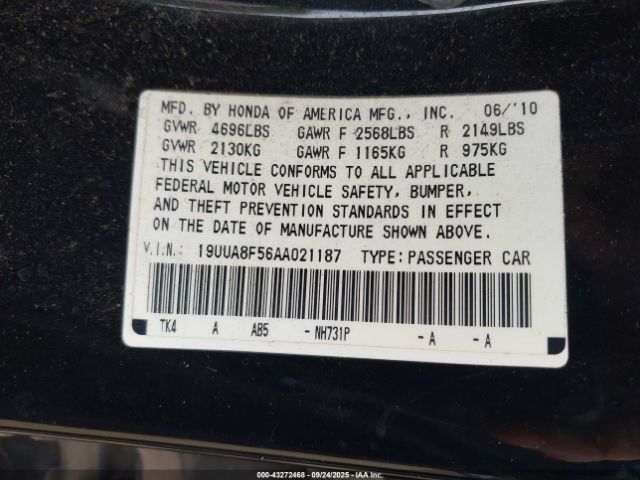 MFD. BY HONDA OF AMERICA MFG., INC. 06/'10
GVWR 4696LBS GAWR F 2568LBS R 2149LBS
GVWR 2130KG GAWR F 1165KG R 975KG
THIS VEHICLE CONFORMS TO ALL APPLICABLE
FEDERAL MOTOR VEHICLE SAFETY, BUMPER,
AND THEFT PREVENTION STANDARDS IN EFFECT
ON THE DATE OF MANUFACTURE SHOWN ABOVE.
V.I.N.: 19UUA8F56AA021187 TYPE: PASSENGER CAR
TK4 A AB5 -NH731P -A -A
000-43272468 - 09/24/2025 - IAA Inc.